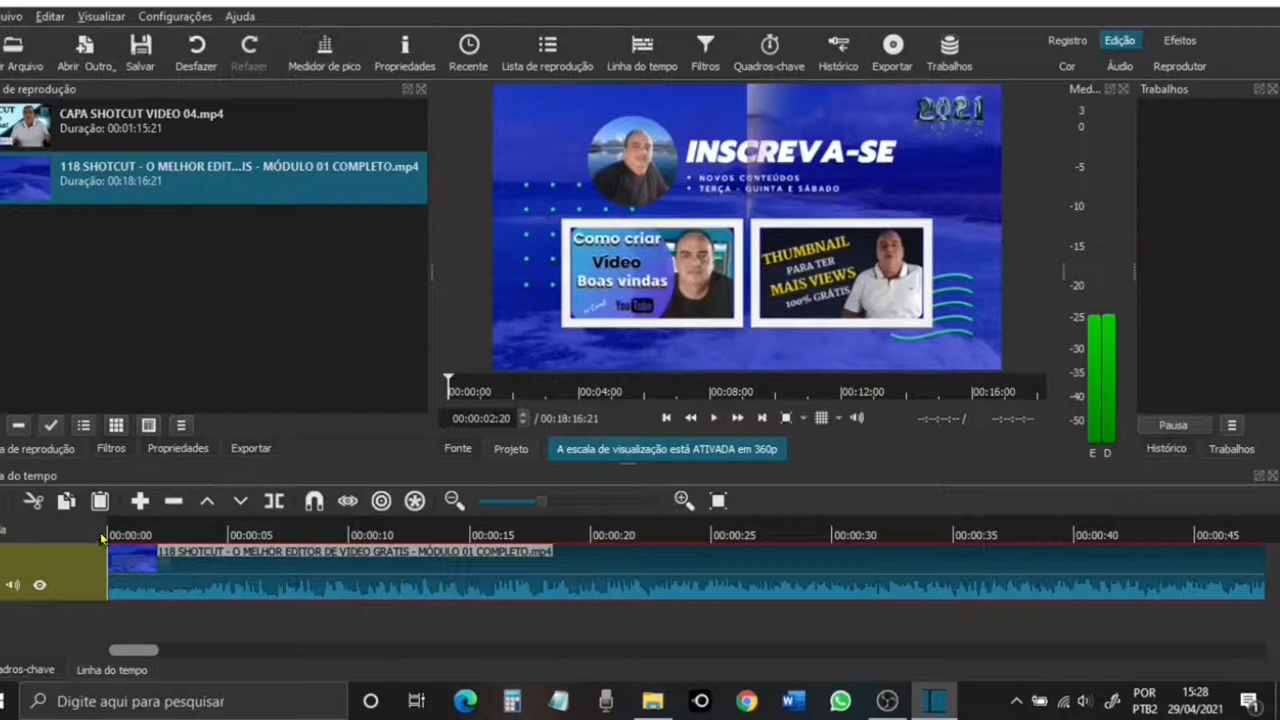 Editar Visualizar Configurações Ajuda
Abrir Outro... Salvar Desfazer Refazer Medidor de pico Propriedades Recente Lista de reprodução Linha do tempo Filtros Quadros-chave Histórico Exportar Trabalhos
Registro Edição Efeitos
Cor Áudio Reprodutor
de reprodução
Med...
Trabalhos
CAPA SHOTCUT VIDEO 04.mp4
Duração: 00:01:15:21
118 SHOTCUT - O MELHOR EDIT...IS - MÓDULO 01 COMPLETO.mp4
Duração: 00:18:16:21
2021
INSCREVA-SE
• NOVOS CONTEÚDOS
• TERÇA - QUINTA E SÁBADO
Como criar
Vídeo
Boas vindas
no Canal
YouTube
THUMBNAIL
PARA TER
MAIS VIEWS
100% GRÁTIS
3
0
-5
-10
-15
-20
-25
-30
-35
-40
-50
E D
00:00:00 00:04:00 00:08:00 00:12:00 00:16:00
00:00:02:20 / 00:18:16:21 --:--:--:-- / --:--:--:--
Pausa
Filtros Propriedades Exportar
Fonte Projeto A escala de visualização está ATIVADA em 360p
Histórico Trabalhos
do tempo
00:00:00 00:00:05 00:00:10 00:00:15 00:00:20 00:00:25 00:00:30 00:00:35 00:00:40 00:00:45
118 SHOTCUT - O MELHOR EDITOR DE VIDEO GRATIS - MÓDULO 01 COMPLETO.mp4
Linha do tempo
Digite aqui para pesquisar
POR
PTB2
15:28
29/04/2021
1